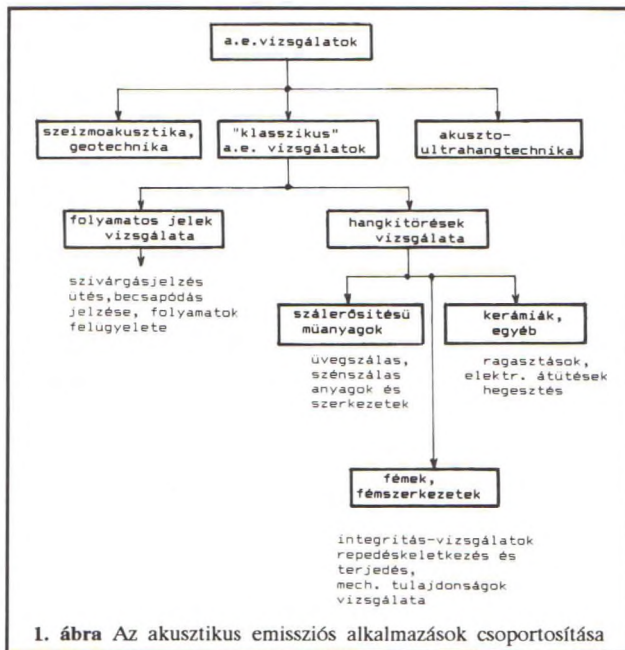 a.e.vizsgálatok
szeizmoakusztika,
geotechnika
"klasszikus"
a.e. vizsgálatok
akuszto-
ultrahangtechnika
folyamatos jelek
vizsgálata
hangkitörések
vizsgálata
szivárgásjelzés
ütés,becsapódás
jelzése, folyamatok
felügyelete
szálerősítésű
műanyagok
kerámiák,
egyéb
üvegszálas,
szénszálas
anyagok és
szerkezetek
ragasztások,
elektr. átütések
hegesztés
fémek,
fémszerkezetek
integritás-vizsgálatok
repedéskeletkezés és
terjedés,
mech. tulajdonságok
vizsgálata
1. ábra Az akusztikus emissziós alkalmazások csoportosítása